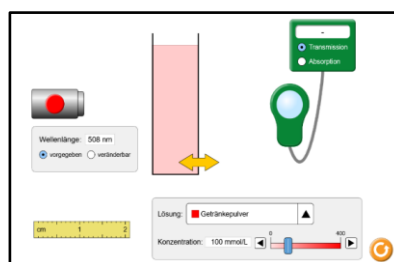 -
Transmission
Absorption
Wellenlänge: 508 nm
vorgegeben veränderbar
cm 1 2
Lösung: Getränkepulver
0 400
Konzentration: 100 mmol/L